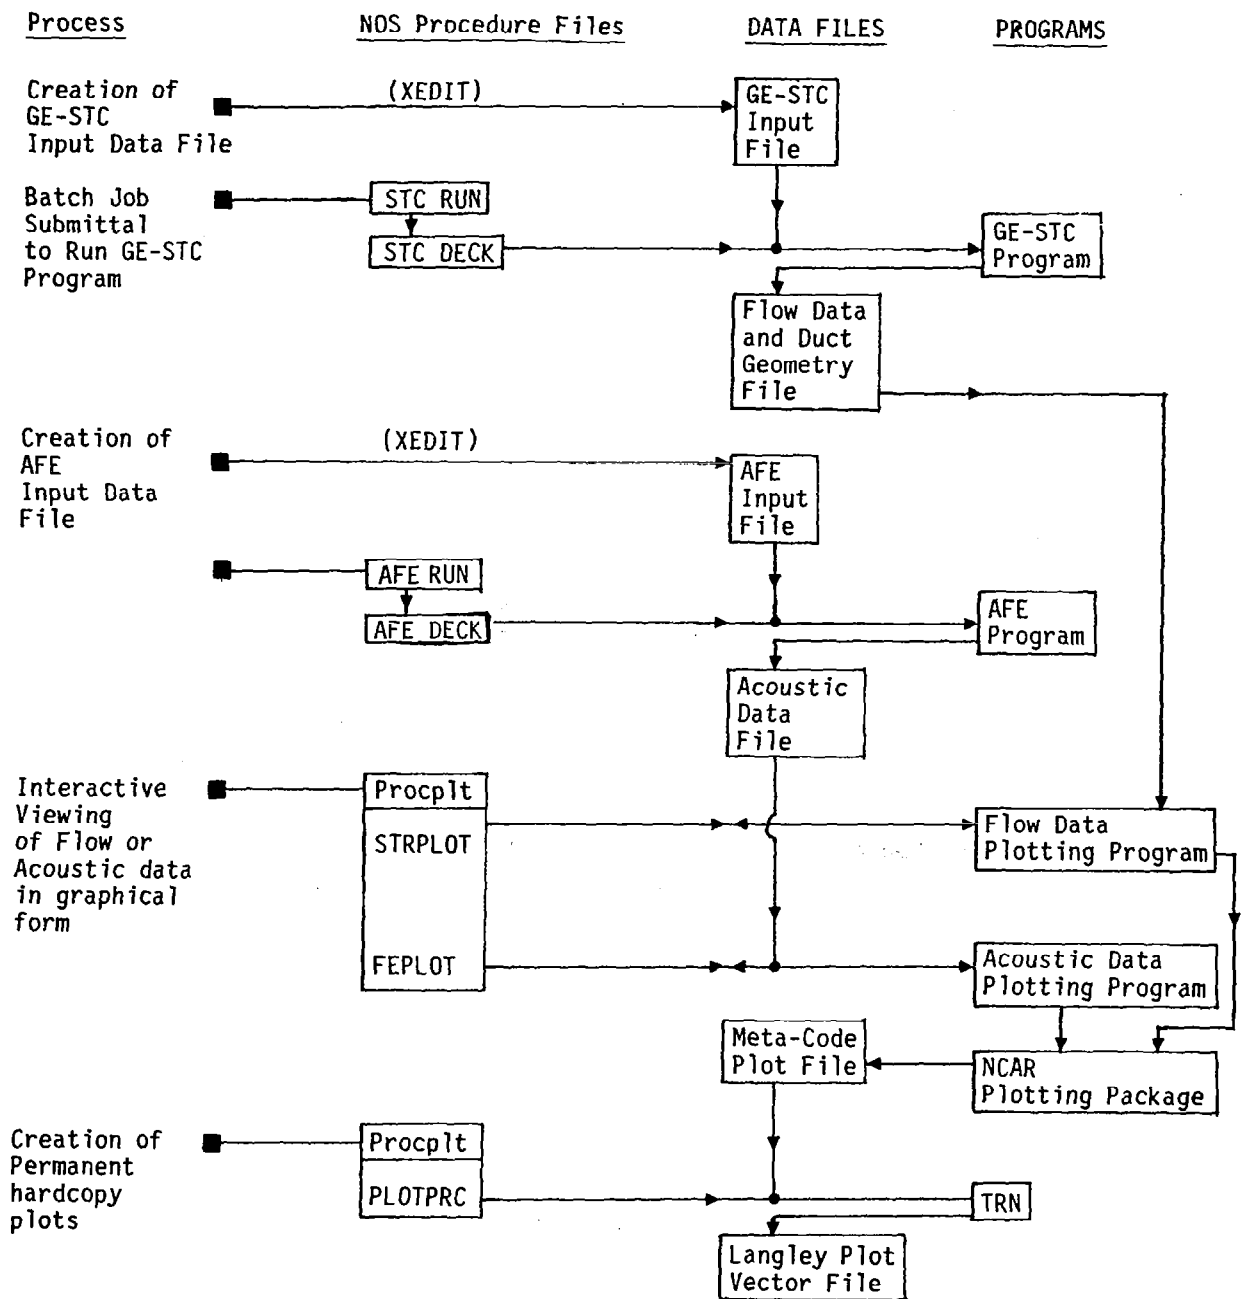 Process
NOS Procedure Files
DATA FILES
PROGRAMS
Creation of
GE-STC
Input Data File
(XEDIT)
GE-STC
Input
File
Batch Job
Submittal
to Run GE-STC
Program
STC RUN
STC DECK
GE-STC
Program
Flow Data
and Duct
Geometry
File
Creation of
AFE
Input Data
File
(XEDIT)
AFE
Input
File
AFE RUN
AFE DECK
AFE
Program
Acoustic
Data
File
Interactive
Viewing
of Flow or
Acoustic data
in graphical
form
Procplt
STRPLOT
FEPLOT
Flow Data
Plotting Program
Acoustic Data
Plotting Program
Meta-Code
Plot File
NCAR
Plotting Package
Creation of
Permanent
hardcopy
plots
Procplt
PLOTPRC
TRN
Langley Plot
Vector File